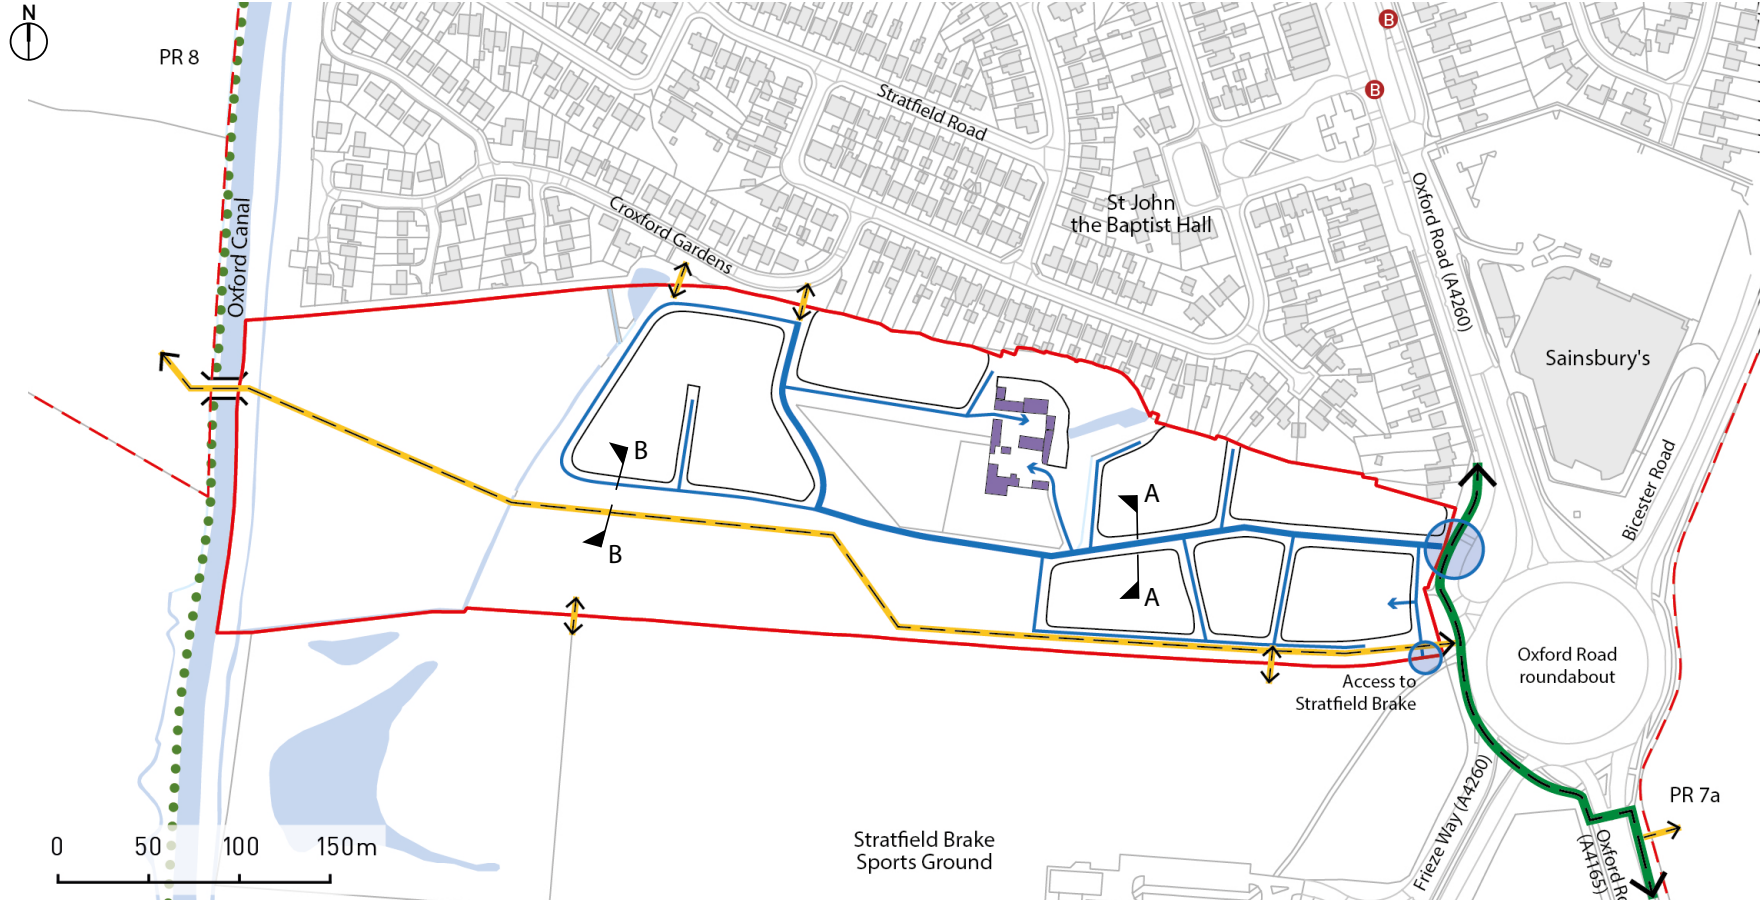 N
PR 8
B
B
Stratfield Road
Oxford Canal
Croxford Gardens
St John
the Baptist Hall
Oxford Road (A4260)
Sainsbury's
Bicester Road
B
A
B
A
Oxford Road
roundabout
Access to
Stratfield Brake
Frieze Way (A4260)
PR 7a
Stratfield Brake
Sports Ground
Oxford Ro
(A4165)
0 50 100 150m